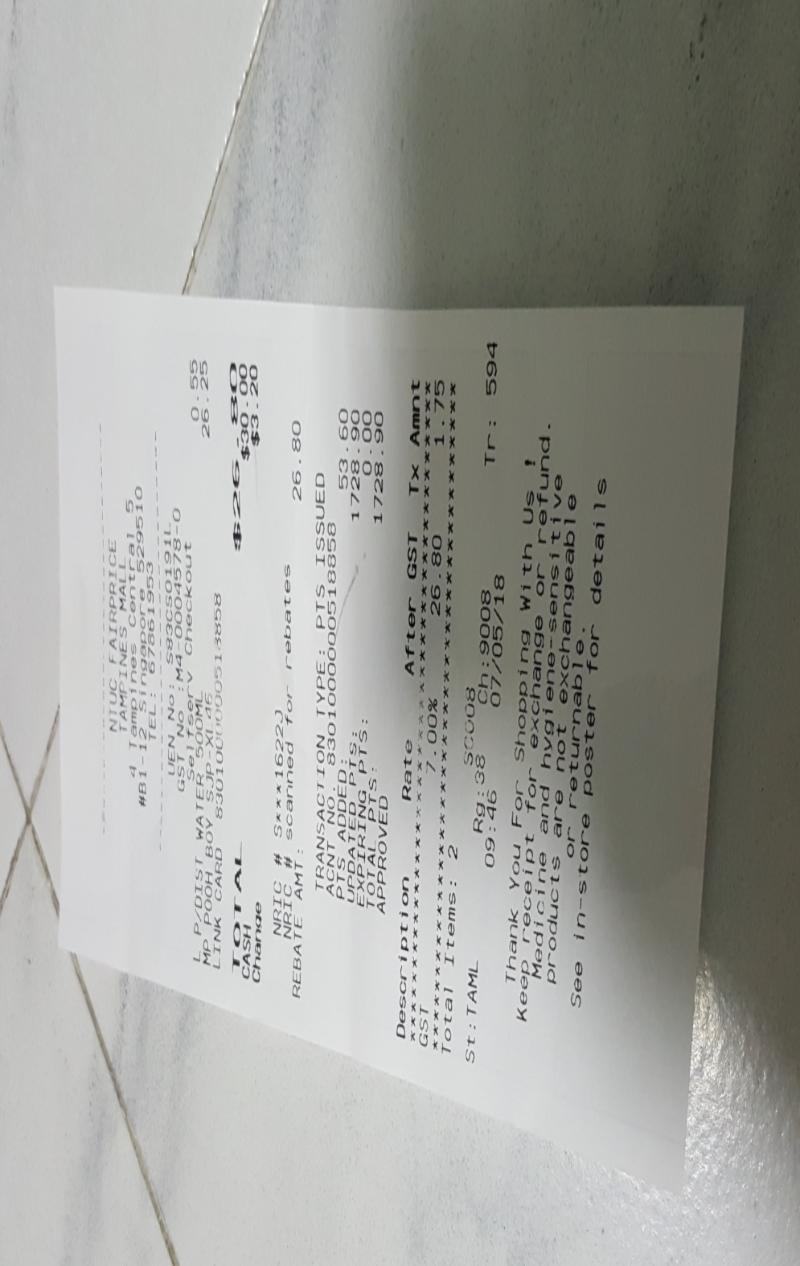 NTUC FAIRPRICE
TAMPINES MALL
4 Tampines Central 5
#B1-12 Singapore 529510
TEL: 67861953
UEN No: S83CS0191L
GST No :M4-0004578-0
Selfserv Checkout
L P/DIST WATER 500ML 0.55
MP POOH BOY SJP-XL46 26.25
LINK CARD 8301000000518858
TOTAL $26.80
CASH $30.00
Change $3.20
NRIC # S***1622J
NRIC # scanned for rebates
REBATE AMT: 26.80
TRANSACTION TYPE: PTS ISSUED
ACNT NO. 8301000000518858
PTS ADDED: 53.60
UPDATED PTS: 1728.90
EXPIRING PTS: 0.00
TOTAL PTS: 1728.90
APPROVED
Description Rate After GST Tx Amnt
****************************************
GST 7.00% 26.80 1.75
****************************************
Total Items: 2
St:TAML Rg:38 SCO08 Ch:9008 Tr: 594
09:46 07/05/18
Thank You For Shopping With Us !
Keep receipt for exchange or refund.
Medicine and hygiene-sensitive
products are not exchangeable
or returnable.
See in-store poster for details